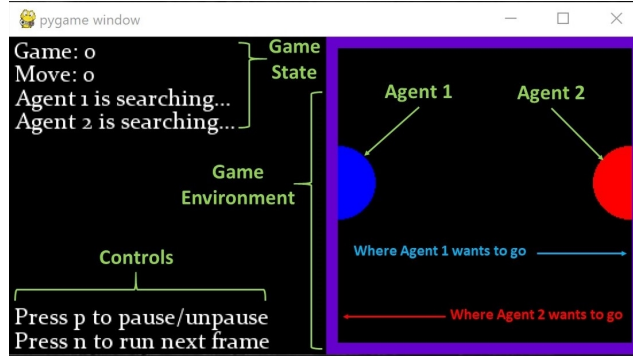 pygame window
Game: 0
Move: 0
Agent 1 is searching...
Agent 2 is searching...
Game
State
Agent 1
Agent 2
Game
Environment
Where Agent 1 wants to go
Controls
Where Agent 2 wants to go
Press p to pause/unpause
Press n to run next frame